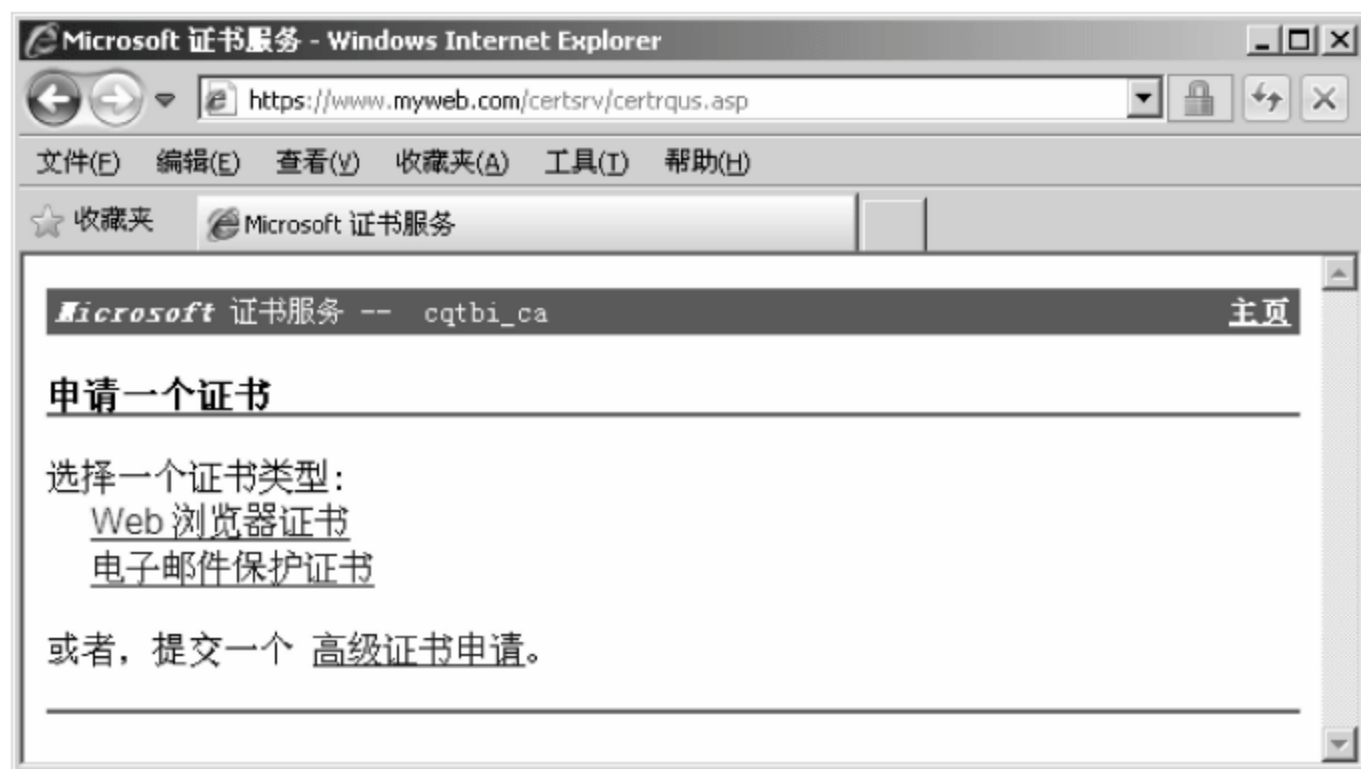 Microsoft 证书服务 - Windows Internet Explorer
https://www.myweb.com/certsrv/certrqus.asp
文件(F) 编辑(E) 查看(V) 收藏夹(A) 工具(T) 帮助(H)
收藏夹 Microsoft 证书服务
Microsoft 证书服务 -- cqtbi_ca 主页
申请一个证书
选择一个证书类型:
Web 浏览器证书
电子邮件保护证书
或者，提交一个 高级证书申请。